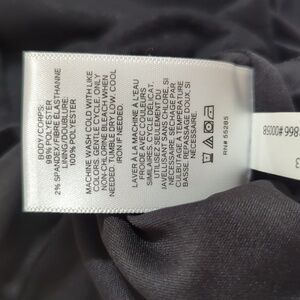 BODY/CORPS:
98% POLYESTER
2% SPANDEX/ELASTHANNE
LINING/DOUBLURE:
100% POLYESTER
MACHINE WASH COLD WITH LIKE
COLORS. GENTLE CYCLE. ONLY
NON-CHLORINE BLEACH WHEN
NEEDED. TUMBLE DRY LOW. COOL
IRON IF NEEDED.
LAVER À LA MACHINE À L'EAU
FROIDE AVEC COULEURS
SIMILAIRES. CYCLE DÉLICAT.
UTILISEZ SEULEMENT DU
JAVELLISANT SANS CHLORE, SI
NÉCESSAIRE. SÉCHAGE PAR
CULBUTAGE À TEMPÉRATURE
BASSE. REPASSAGE DOUX, SI
NÉCESSAIRE.
RN# 55285